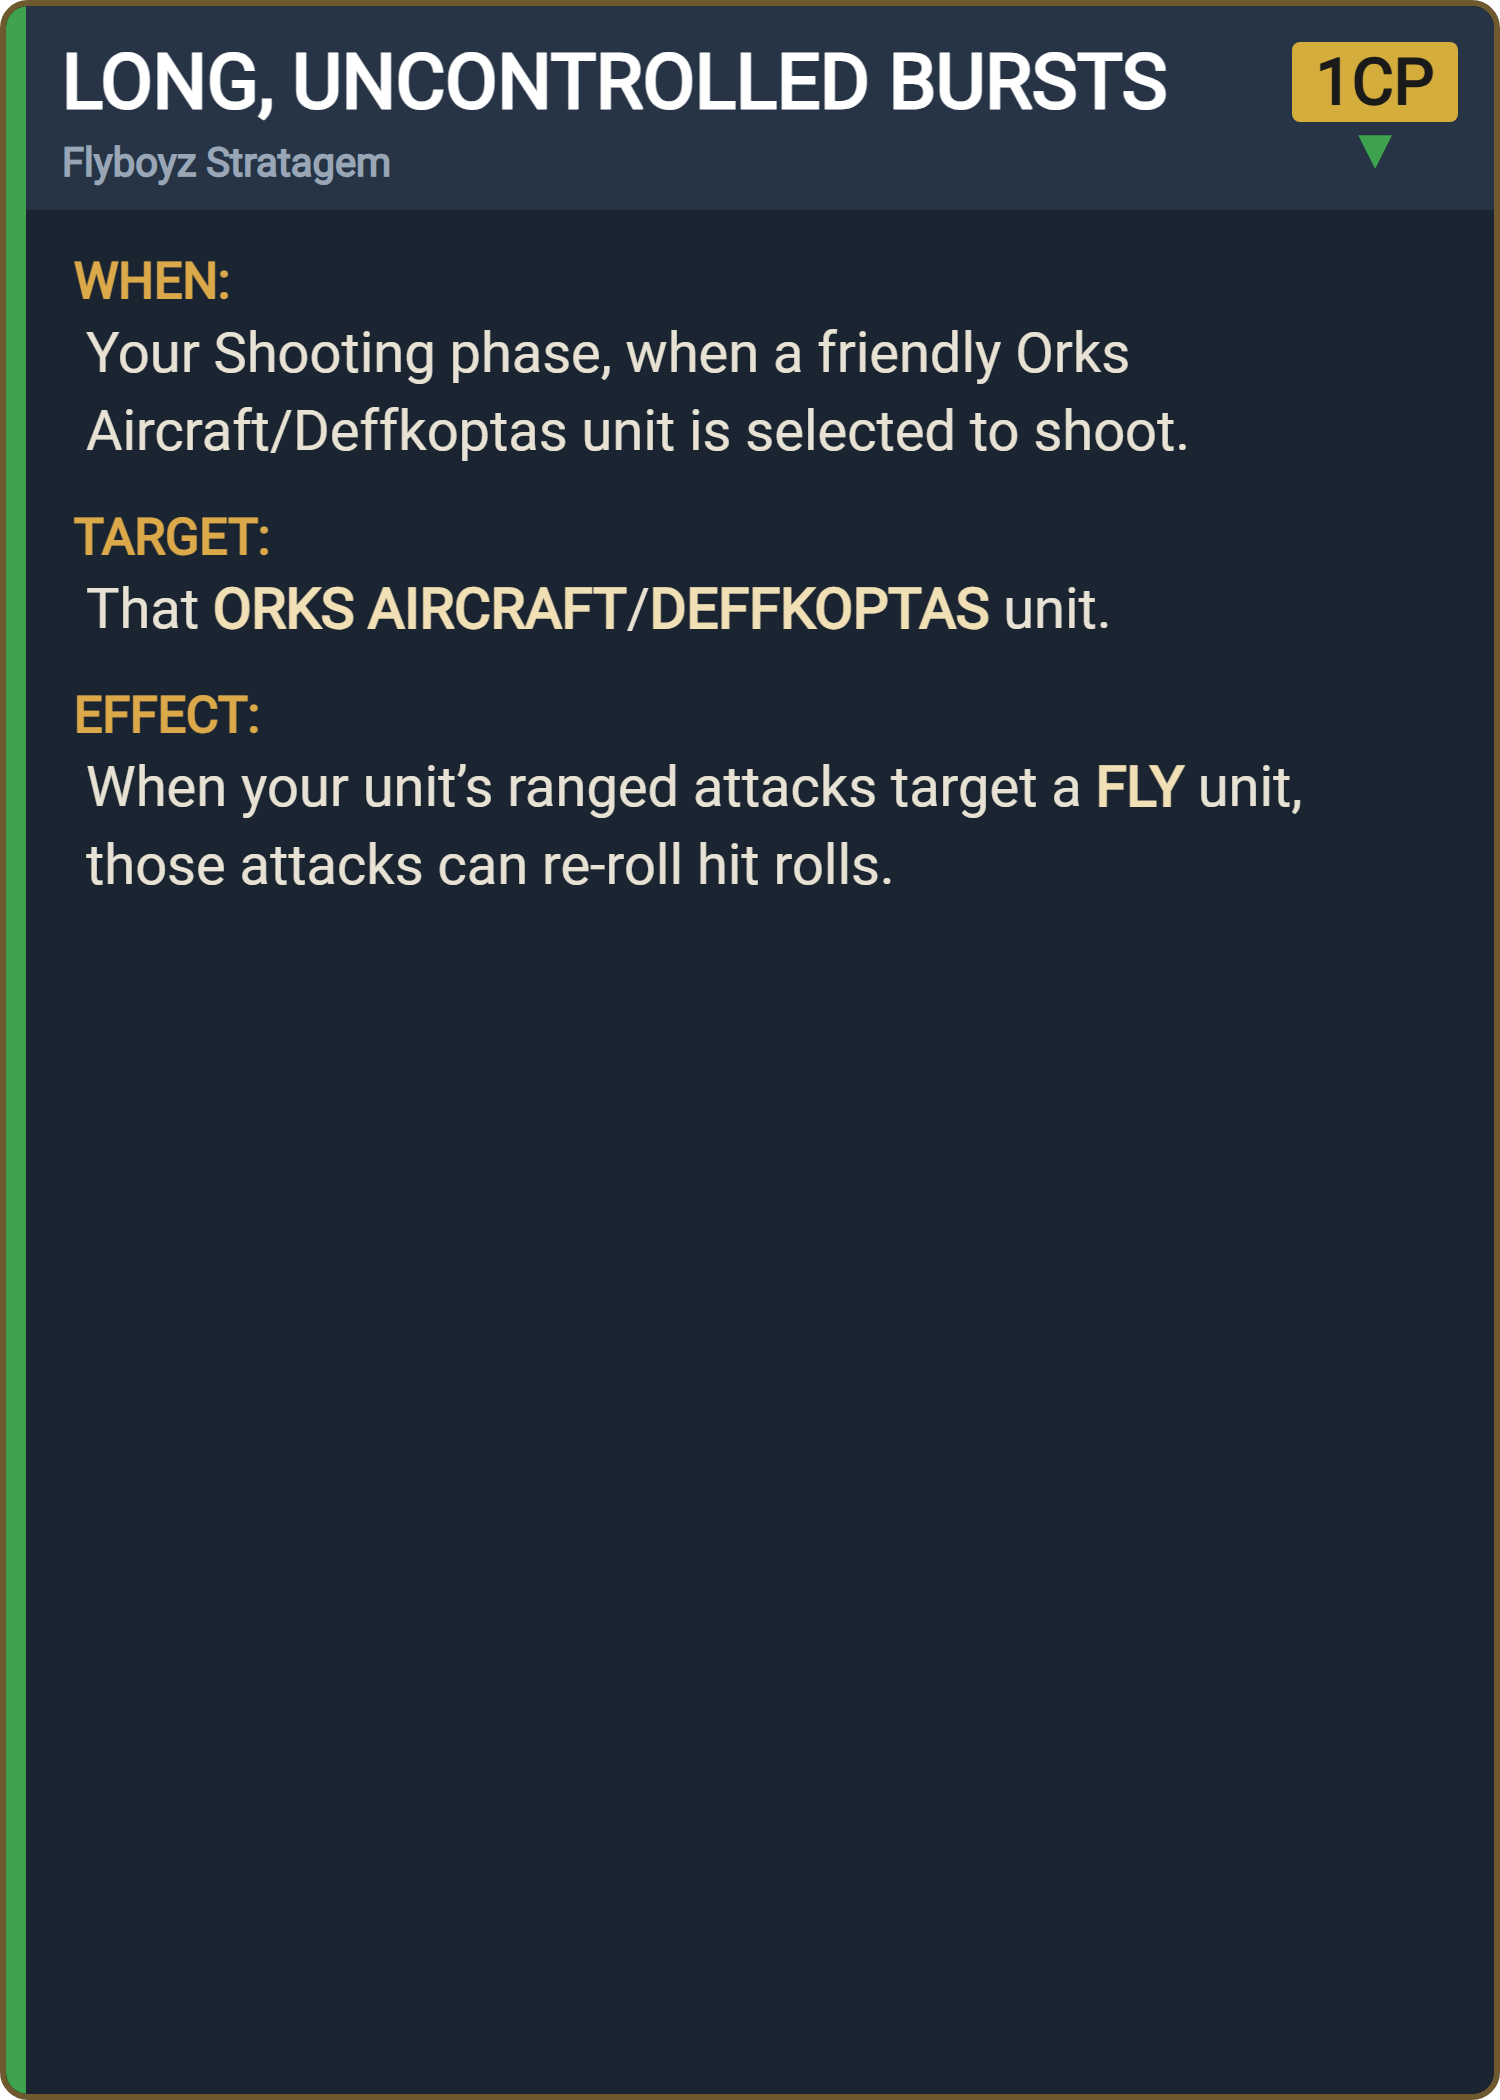 LONG, UNCONTROLLED BURSTS
1CP
Flyboyz Stratagem
WHEN:
Your Shooting phase, when a friendly Orks
Aircraft/Deffkoptas unit is selected to shoot.
TARGET:
That ORKS AIRCRAFT/DEFFKOPTAS unit.
EFFECT:
When your unit’s ranged attacks target a FLY unit,
those attacks can re-roll hit rolls.